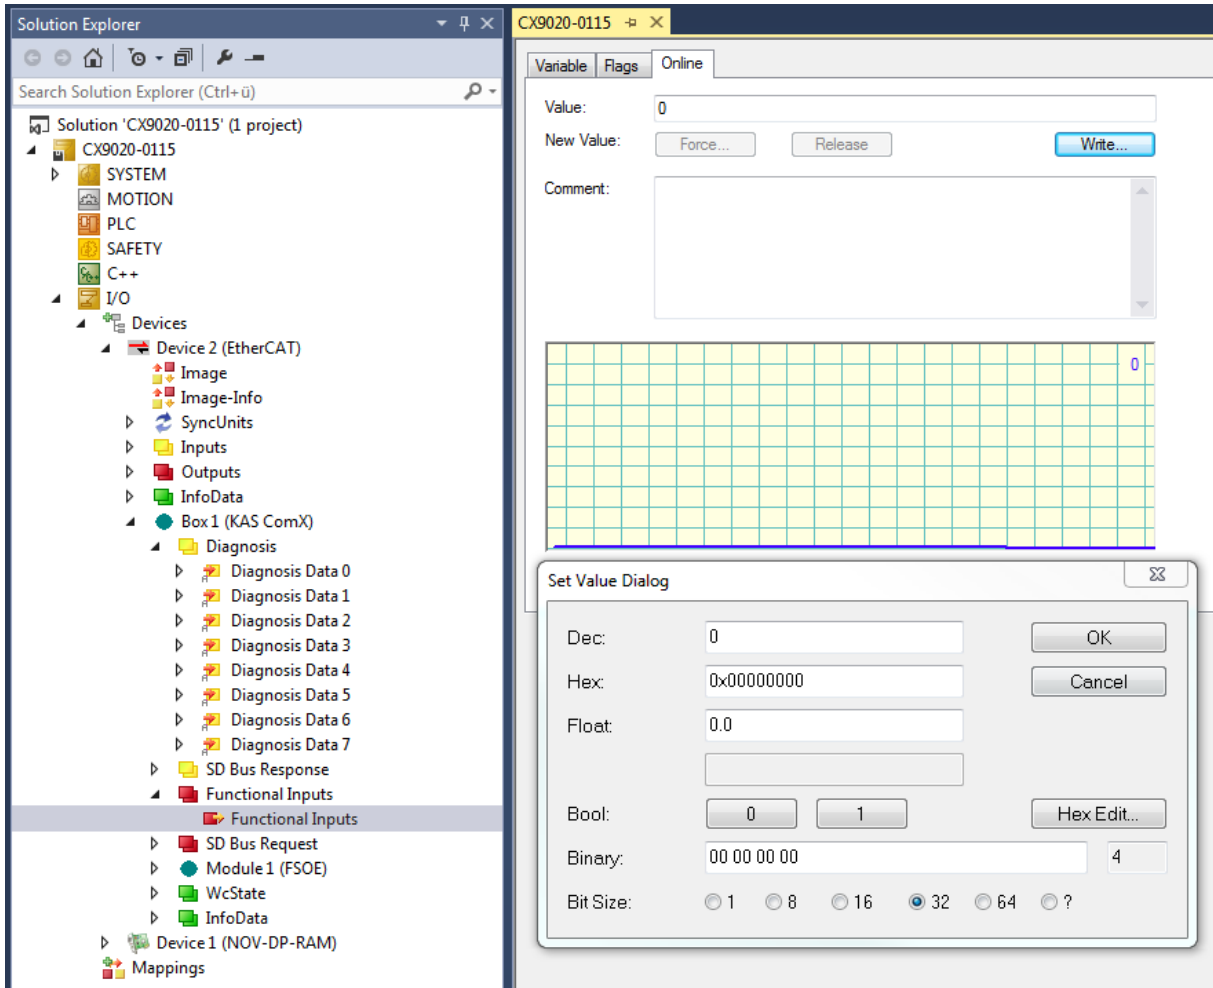 Solution Explorer
Search Solution Explorer (Ctrl+ü)
Solution 'CX9020-0115' (1 project)
CX9020-0115
SYSTEM
MOTION
PLC
SAFETY
C++
I/O
Devices
Device 2 (EtherCAT)
Image
Image-Info
SyncUnits
Inputs
Outputs
InfoData
Box 1 (KAS ComX)
Diagnosis
Diagnosis Data 0
Diagnosis Data 1
Diagnosis Data 2
Diagnosis Data 3
Diagnosis Data 4
Diagnosis Data 5
Diagnosis Data 6
Diagnosis Data 7
SD Bus Response
Functional Inputs
Functional Inputs
SD Bus Request
Module 1 (FSOE)
WcState
InfoData
Device 1 (NOV-DP-RAM)
Mappings
CX9020-0115
Variable Flags Online
Value: 0
New Value: Force... Release Write...
Comment:
0
Set Value Dialog
Dec: 0 OK
Hex: 0x00000000 Cancel
Float: 0.0
Bool: 0 1 Hex Edit...
Binary: 00 00 00 00 4
Bit Size: 1 8 16 32 64 ?